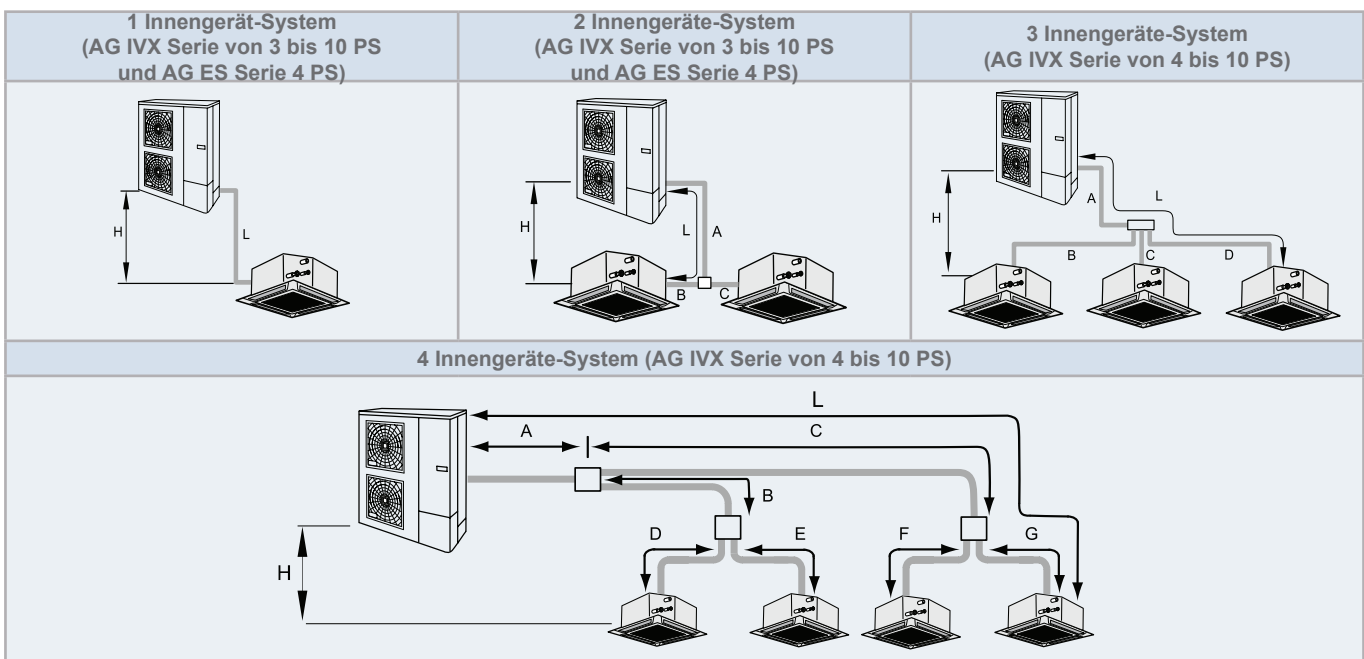 1 Innengerät-System
(AG IVX Serie von 3 bis 10 PS
und AG ES Serie 4 PS)
2 Innengeräte-System
(AG IVX Serie von 3 bis 10 PS
und AG ES Serie 4 PS)
3 Innengeräte-System
(AG IVX Serie von 4 bis 10 PS)
H
L
H
L
A
B
C
H
A
L
B
C
D
4 Innengeräte-System (AG IVX Serie von 4 bis 10 PS)
L
A
C
B
D
E
F
G
H